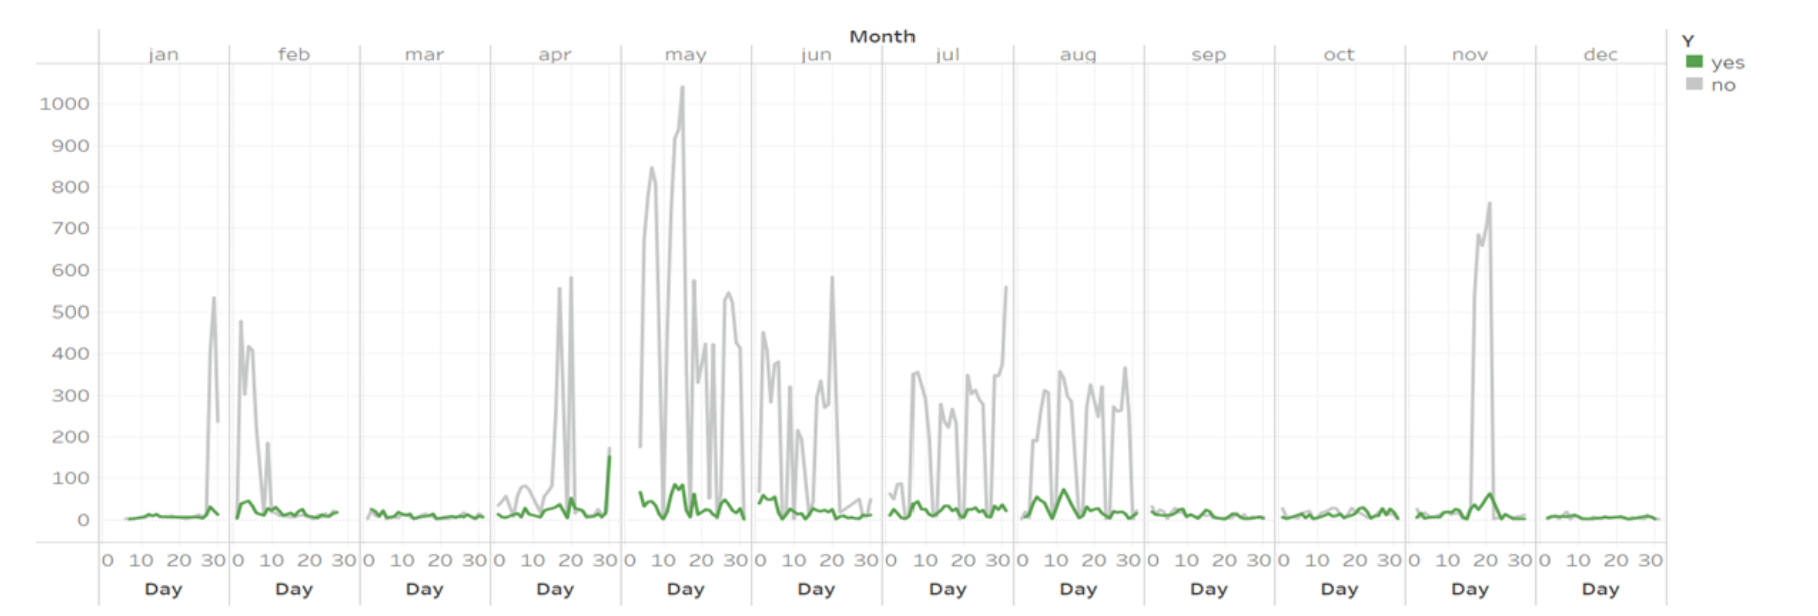 Month
jan feb mar apr may jun jul aug sep oct nov dec
Y
yes
no
1000
900
800
700
600
500
400
300
200
100
0
0 10 20 30 0 10 20 30 0 10 20 30 0 10 20 30 0 10 20 30 0 10 20 30 0 10 20 30 0 10 20 30 0 10 20 30 0 10 20 30 0 10 20 30 0 10 20 30
Day Day Day Day Day Day Day Day Day Day Day Day